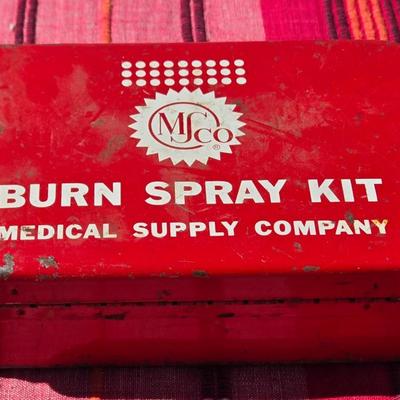 MSCO
®
BURN SPRAY KIT
MEDICAL SUPPLY COMPANY